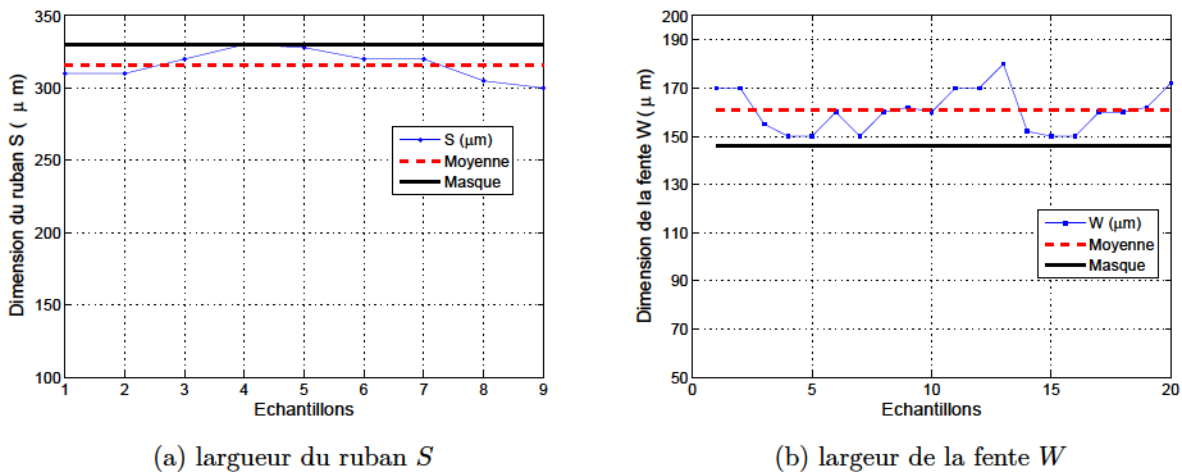 350
300
250
300
150
100
Dimension du ruban S ( μ m)
S (μm)
Moyenne
Masque
1 2 3 4 5 6 7 8 9
Echantillons
(a) largueur du ruban S
200
190
170
150
130
110
90
70
50
Dimension de la fente W (μ m)
W (μm)
Moyenne
Masque
0 5 10 15 20
Echantillons
(b) largeur de la fente W